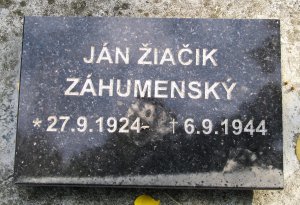 JÁN ŽIAČIK
ZÁHUMENSKÝ
* 27.9.1924- † 6.9.1944